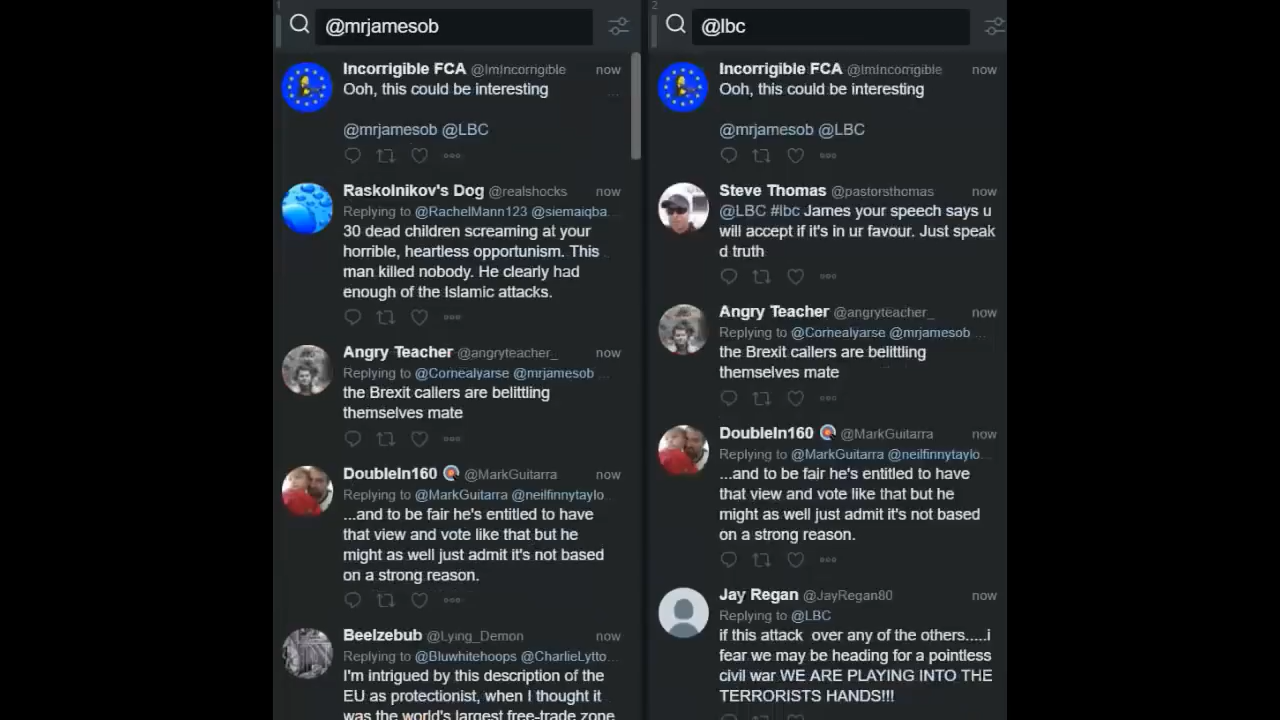 1
@mrjamesob
Incorrigible FCA @ImIncorrigible now
Ooh, this could be interesting
@mrjamesob @LBC
Raskolnikov's Dog @realshocks now
Replying to @RachelMann123 @siemaiqba...
30 dead children screaming at your
horrible, heartless opportunism. This
man killed nobody. He clearly had
enough of the Islamic attacks.
Angry Teacher @angryteacher_ now
Replying to @Cornealyarse @mrjamesob ...
the Brexit callers are belittling
themselves mate
DoubleIn160 @MarkGuitarra now
Replying to @MarkGuitarra @neilfinnytaylo...
...and to be fair he's entitled to have
that view and vote like that but he
might as well just admit it's not based
on a strong reason.
Beelzebub @Lying_Demon now
Replying to @Bluwhitehoops @CharlieLytto...
I'm intrigued by this description of the
EU as protectionist, when I thought it
was the world's largest free-trade zone
2
@lbc
Incorrigible FCA @ImIncorrigible now
Ooh, this could be interesting
@mrjamesob @LBC
Steve Thomas @pastorsthomas now
@LBC #lbc James your speech says u
will accept if it's in ur favour. Just speak
d truth
Angry Teacher @angryteacher_ now
Replying to @Cornealyarse @mrjamesob ...
the Brexit callers are belittling
themselves mate
DoubleIn160 @MarkGuitarra now
Replying to @MarkGuitarra @neilfinnytaylo...
...and to be fair he's entitled to have
that view and vote like that but he
might as well just admit it's not based
on a strong reason.
Jay Regan @JayRegan80 now
Replying to @LBC
if this attack over any of the others.....i
fear we may be heading for a pointless
civil war WE ARE PLAYING INTO THE
TERRORISTS HANDS!!!